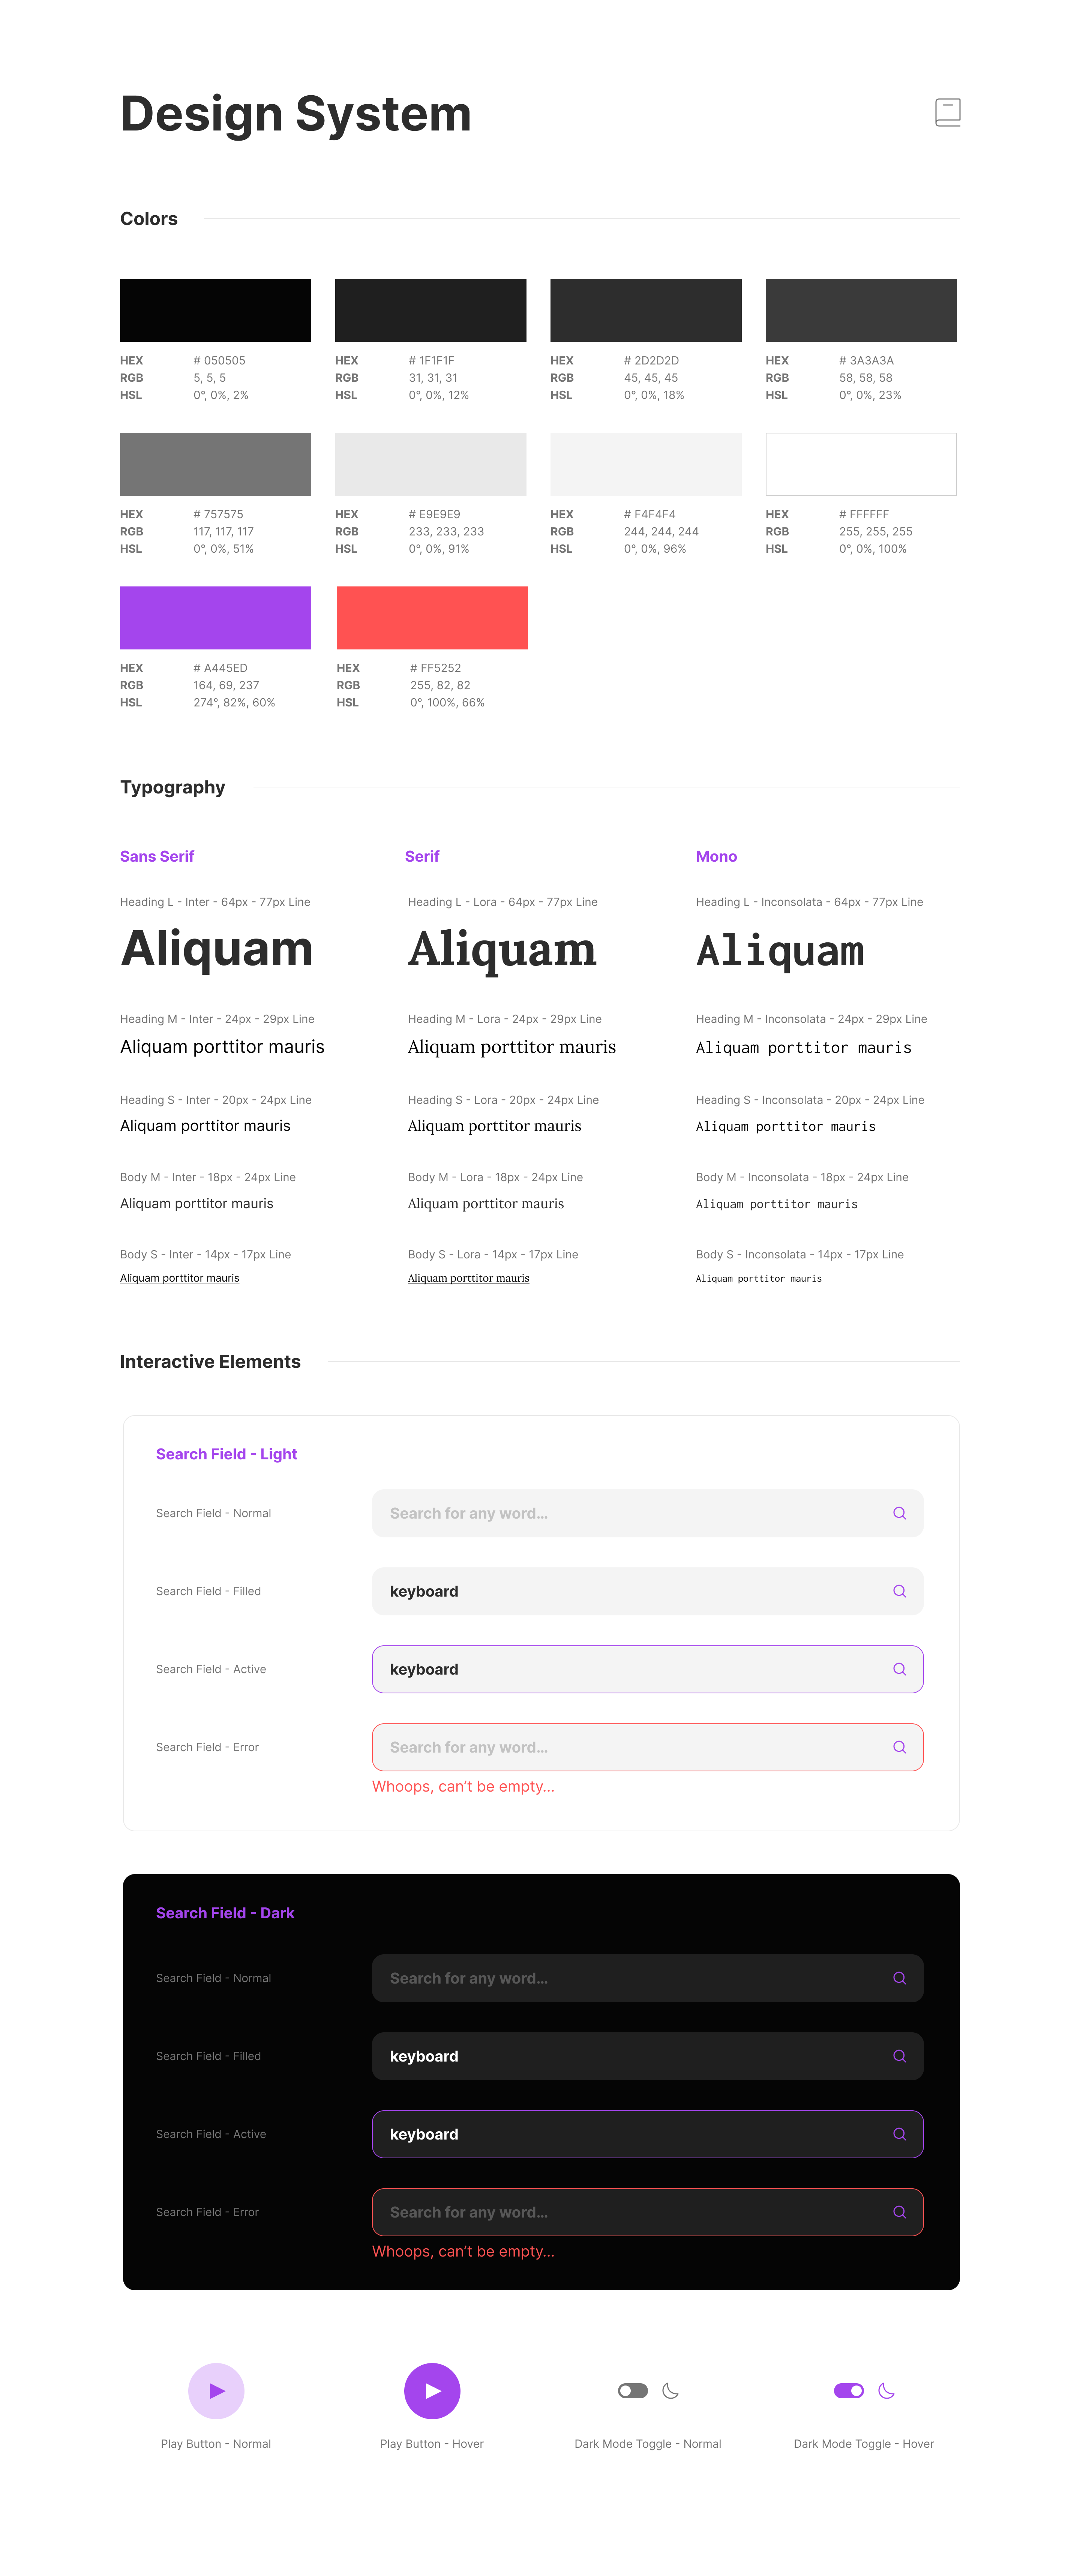 Design System
Colors
HEX # 050505
RGB 5, 5, 5
HSL 0°, 0%, 2%
HEX # 1F1F1F
RGB 31, 31, 31
HSL 0°, 0%, 12%
HEX # 2D2D2D
RGB 45, 45, 45
HSL 0°, 0%, 18%
HEX # 3A3A3A
RGB 58, 58, 58
HSL 0°, 0%, 23%
HEX # 757575
RGB 117, 117, 117
HSL 0°, 0%, 51%
HEX # E9E9E9
RGB 233, 233, 233
HSL 0°, 0%, 91%
HEX # F4F4F4
RGB 244, 244, 244
HSL 0°, 0%, 96%
HEX # FFFFFF
RGB 255, 255, 255
HSL 0°, 0%, 100%
HEX # A445ED
RGB 164, 69, 237
HSL 274°, 82%, 60%
HEX # FF5252
RGB 255, 82, 82
HSL 0°, 100%, 66%
Typography
Sans Serif
Heading L - Inter - 64px - 77px Line
Aliquam
Heading M - Inter - 24px - 29px Line
Aliquam porttitor mauris
Heading S - Inter - 20px - 24px Line
Aliquam porttitor mauris
Body M - Inter - 18px - 24px Line
Aliquam porttitor mauris
Body S - Inter - 14px - 17px Line
Aliquam porttitor mauris
Serif
Heading L - Lora - 64px - 77px Line
Aliquam
Heading M - Lora - 24px - 29px Line
Aliquam porttitor mauris
Heading S - Lora - 20px - 24px Line
Aliquam porttitor mauris
Body M - Lora - 18px - 24px Line
Aliquam porttitor mauris
Body S - Lora - 14px - 17px Line
Aliquam porttitor mauris
Mono
Heading L - Inconsolata - 64px - 77px Line
Aliquam
Heading M - Inconsolata - 24px - 29px Line
Aliquam porttitor mauris
Heading S - Inconsolata - 20px - 24px Line
Aliquam porttitor mauris
Body M - Inconsolata - 18px - 24px Line
Aliquam porttitor mauris
Body S - Inconsolata - 14px - 17px Line
Aliquam porttitor mauris
Interactive Elements
Search Field - Light
Search Field - Normal
Search for any word…
Search Field - Filled
keyboard
Search Field - Active
keyboard
Search Field - Error
Search for any word…
Whoops, can’t be empty…
Search Field - Dark
Search Field - Normal
Search for any word…
Search Field - Filled
keyboard
Search Field - Active
keyboard
Search Field - Error
Search for any word…
Whoops, can’t be empty…
Play Button - Normal
Play Button - Hover
Dark Mode Toggle - Normal
Dark Mode Toggle - Hover